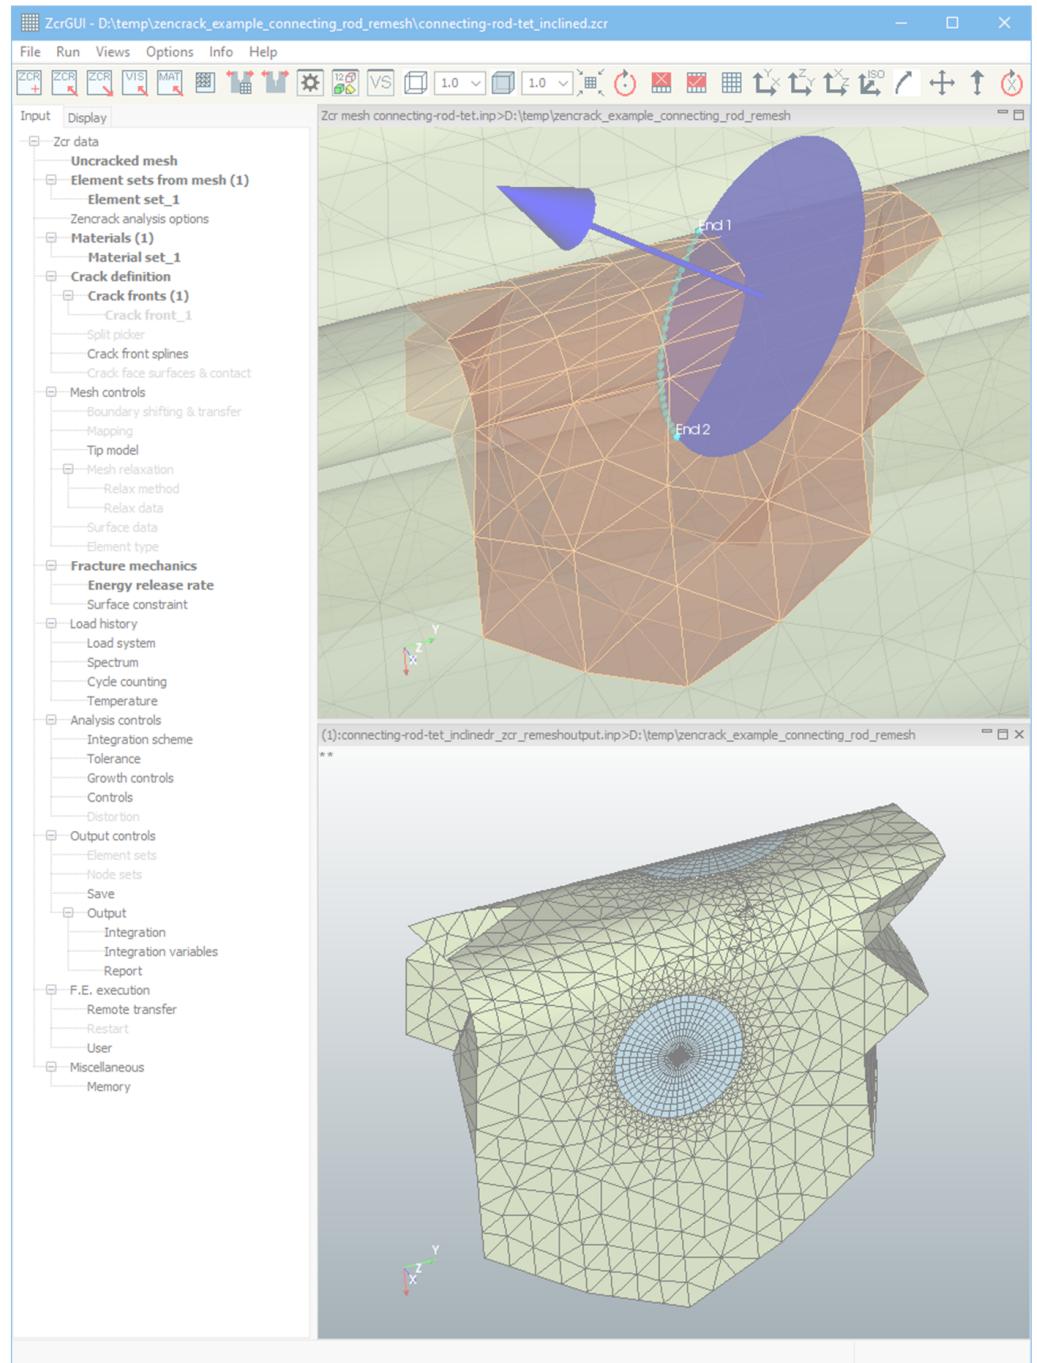 ZcrGUI - D:\temp\zencrack_example_connecting_rod_remesh\connecting-rod-tet_inclined.zcr
File Run Views Options Info Help
ZCR ZCR ZCR VIS MAT 12 VS 1.0 1.0 Y X Z Y X Z ISO
Input Display
Zcr mesh connecting-rod-tet.inp>D:\temp\zencrack_example_connecting_rod_remesh
Zcr data
Uncracked mesh
Element sets from mesh (1)
Element set_1
Zencrack analysis options
Materials (1)
Material set_1
Crack definition
Crack fronts (1)
Crack front_1
Split picker
Crack front splines
Crack face surfaces & contact
Mesh controls
Boundary shifting & transfer
Mapping
Tip model
Mesh relaxation
Relax method
Relax data
Surface data
Element type
Fracture mechanics
Energy release rate
Surface constraint
Load history
Load system
Spectrum
Cycle counting
Temperature
Analysis controls
Integration scheme
Tolerance
Growth controls
Controls
Distortion
Output controls
Element sets
Node sets
Save
Output
Integration
Integration variables
Report
F.E. execution
Remote transfer
Restart
User
Miscellaneous
Memory
End 1
End 2
Y
Z
X
(1):connecting-rod-tet_inclinedr_zcr_remeshoutput.inp>D:\temp\zencrack_example_connecting_rod_remesh
**
Y
Z
X